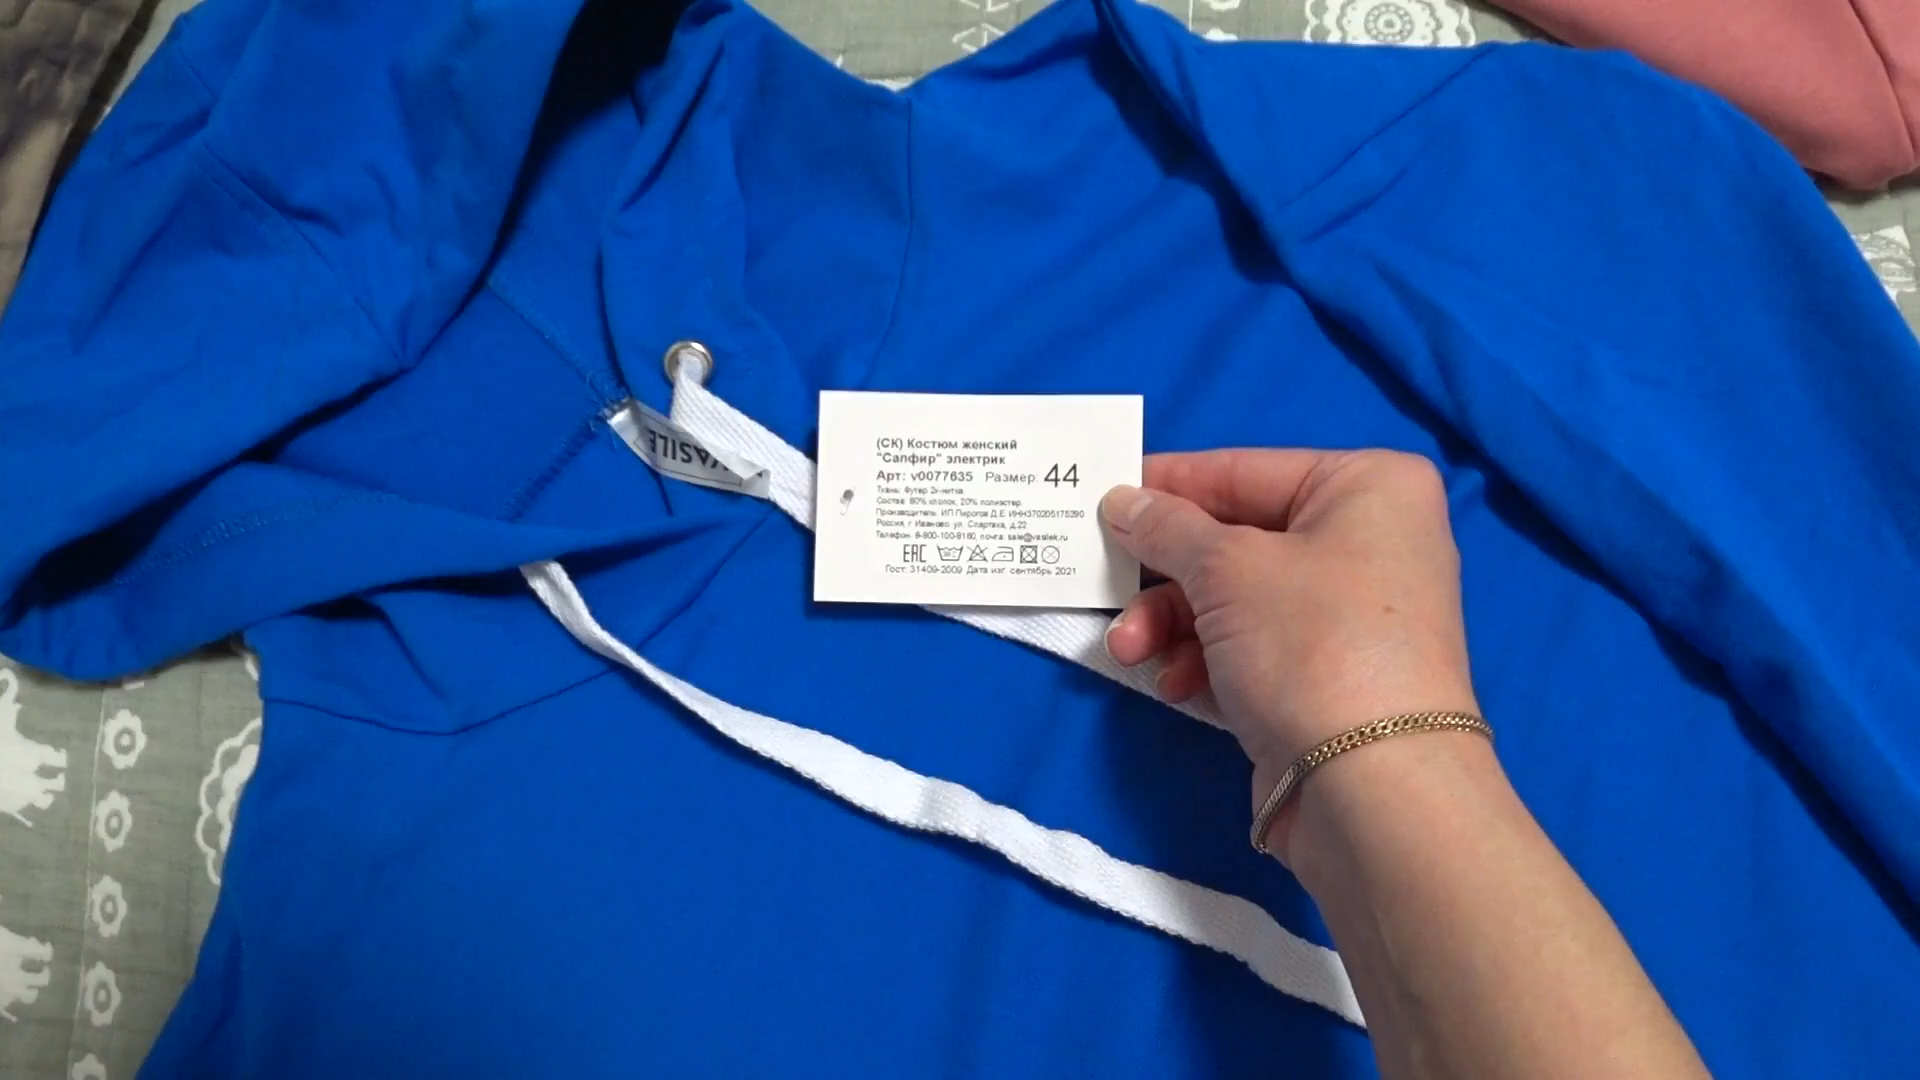 (СК) Костюм женский
"Сапфир" электрик
Арт: v0077635 Размер: 44
Ткань: Футер 2х-нитка
Состав: 80% хлопок, 20% полиэстер.
Производитель: ИП Пирогов Д.Е. ИНН370205175290
Россия, г. Иваново, ул. Спартака, д.22
Телефон: 8-800-100-9180, почта: sale@vasilek.ru
EAC
Гост: 31409-2009 Дата изг. сентябрь 2021
VASILE